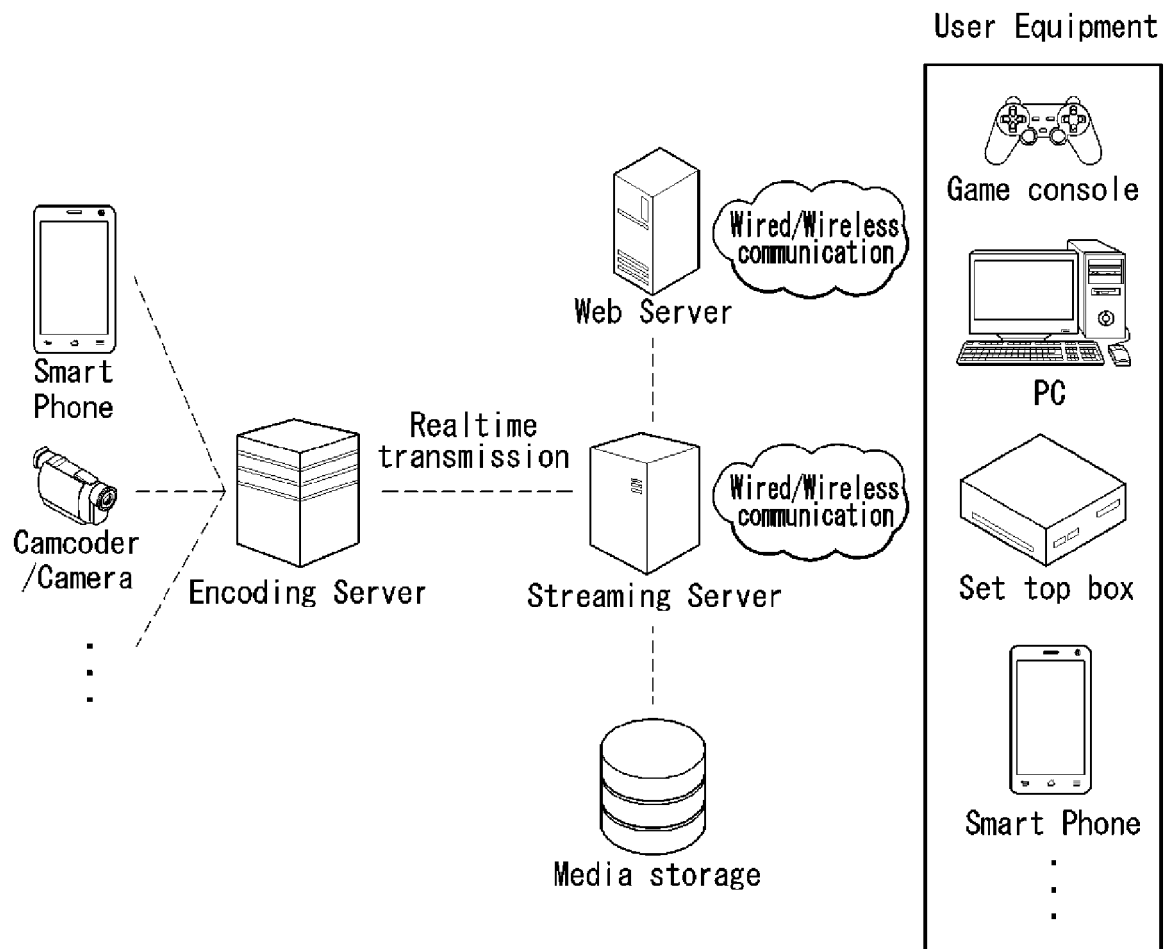 User Equipment
Game console
Wired/Wireless
communication
Web Server
PC
Smart
Phone
Realtime
transmission
Wired/Wireless
communication
Camcoder
/Camera
Encoding Server
Streaming Server
Set top box
Media storage
Smart Phone